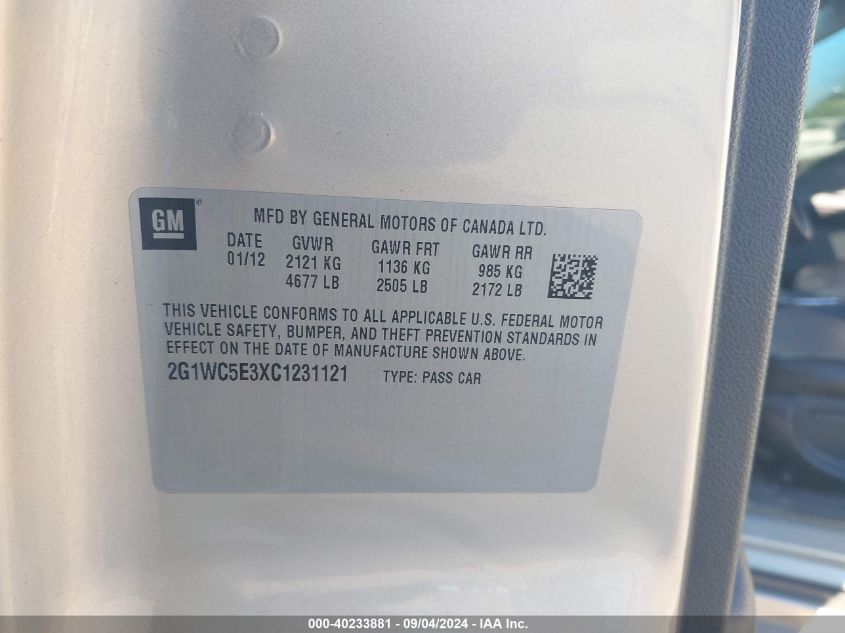 GM
MFD BY GENERAL MOTORS OF CANADA LTD.
DATE GVWR GAWR FRT GAWR RR
01/12 2121 KG 1136 KG 985 KG
4677 LB 2505 LB 2172 LB
THIS VEHICLE CONFORMS TO ALL APPLICABLE U.S. FEDERAL MOTOR
VEHICLE SAFETY, BUMPER, AND THEFT PREVENTION STANDARDS IN
EFFECT ON THE DATE OF MANUFACTURE SHOWN ABOVE.
2G1WC5E3XC1231121 TYPE: PASS CAR
000-40233881 - 09/04/2024 - IAA Inc.